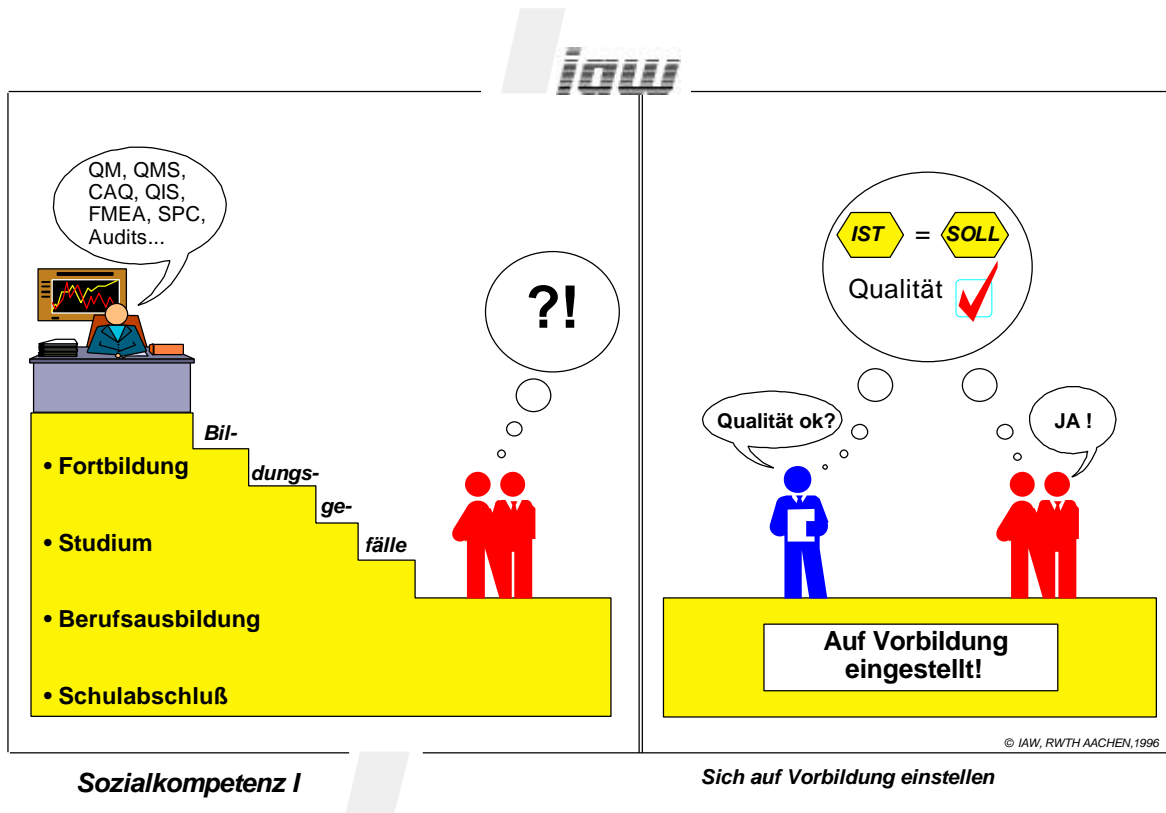 iaw
QM, QMS,
CAQ, QIS,
FMEA, SPC,
Audits...
?!
Bil-
dungs-
ge-
fälle
• Fortbildung
• Studium
• Berufsausbildung
• Schulabschluß
IST = SOLL
Qualität
Qualität ok?
JA !
Auf Vorbildung
eingestellt!
© IAW, RWTH AACHEN,1996
Sozialkompetenz I
Sich auf Vorbildung einstellen